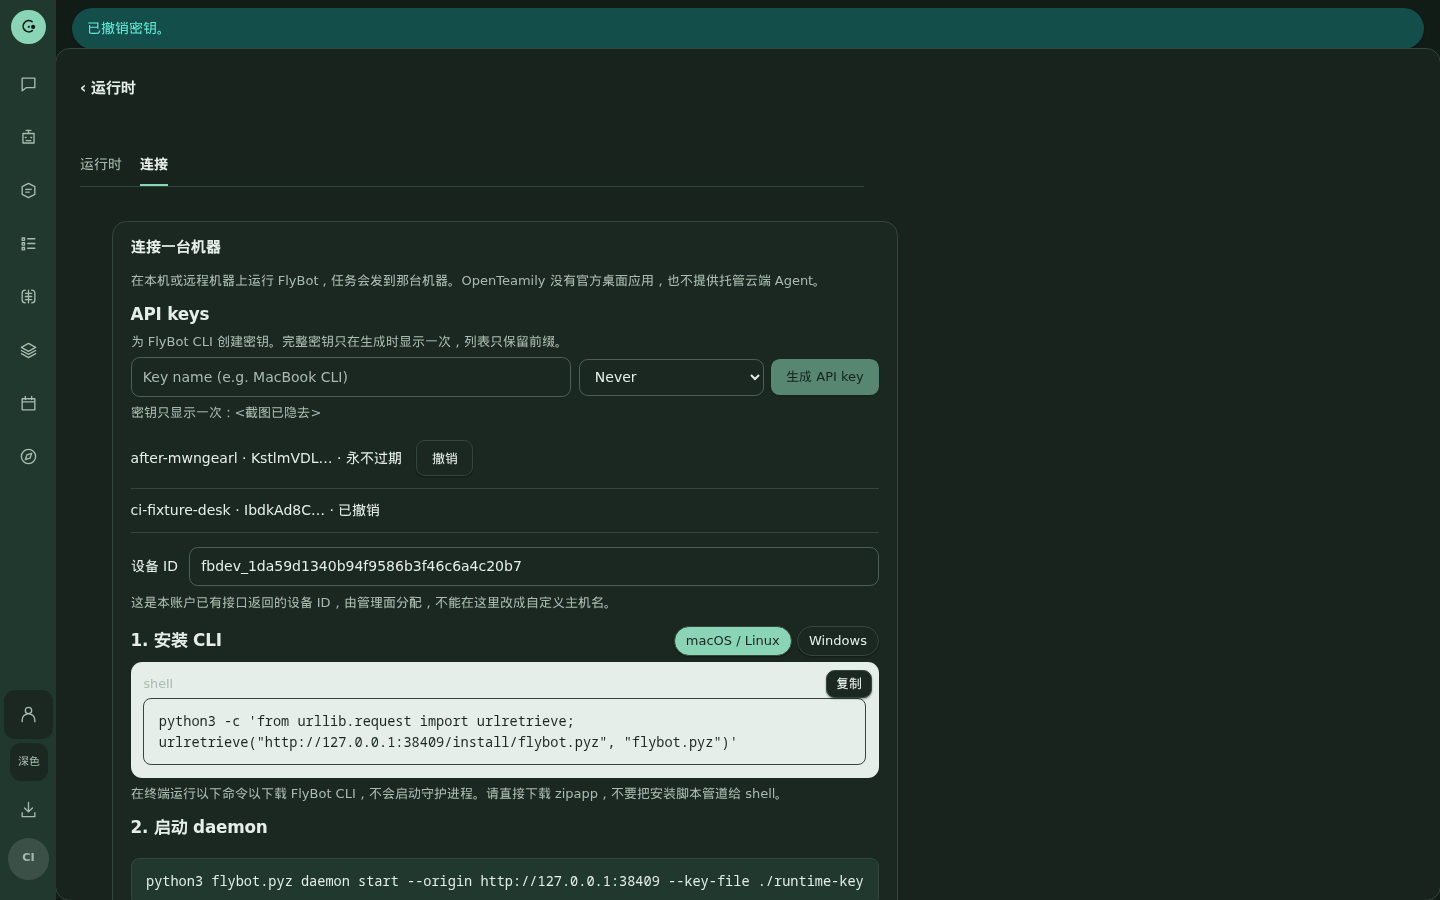 已撤销密钥。
‹ 运行时
运行时 连接
连接一台机器
在本机或远程机器上运行 FlyBot，任务会发到那台机器。OpenTeamily 没有官方桌面应用，也不提供托管云端 Agent。
API keys
为 FlyBot CLI 创建密钥。完整密钥只在生成时显示一次，列表只保留前缀。
Key name (e.g. MacBook CLI) Never 生成 API key
密钥只显示一次：<截图已隐去>
after-mwngearl · KstlmVDL... · 永不过期 撤销
ci-fixture-desk · IbdkAd8C... · 已撤销
设备 ID fbdev_1da59d1340b94f9586b3f46c6a4c20b7
这是本账户已有接口返回的设备 ID，由管理面分配，不能在这里改成自定义主机名。
1. 安装 CLI macOS / Linux Windows
shell 复制
python3 -c 'from urllib.request import urlretrieve;
urlretrieve("http://127.0.0.1:38409/install/flybot.pyz", "flybot.pyz")'
在终端运行以下命令以下载 FlyBot CLI，不会启动守护进程。请直接下载 zipapp，不要把安装脚本管道给 shell。
2. 启动 daemon
python3 flybot.pyz daemon start --origin http://127.0.0.1:38409 --key-file ./runtime-key
深色
CI